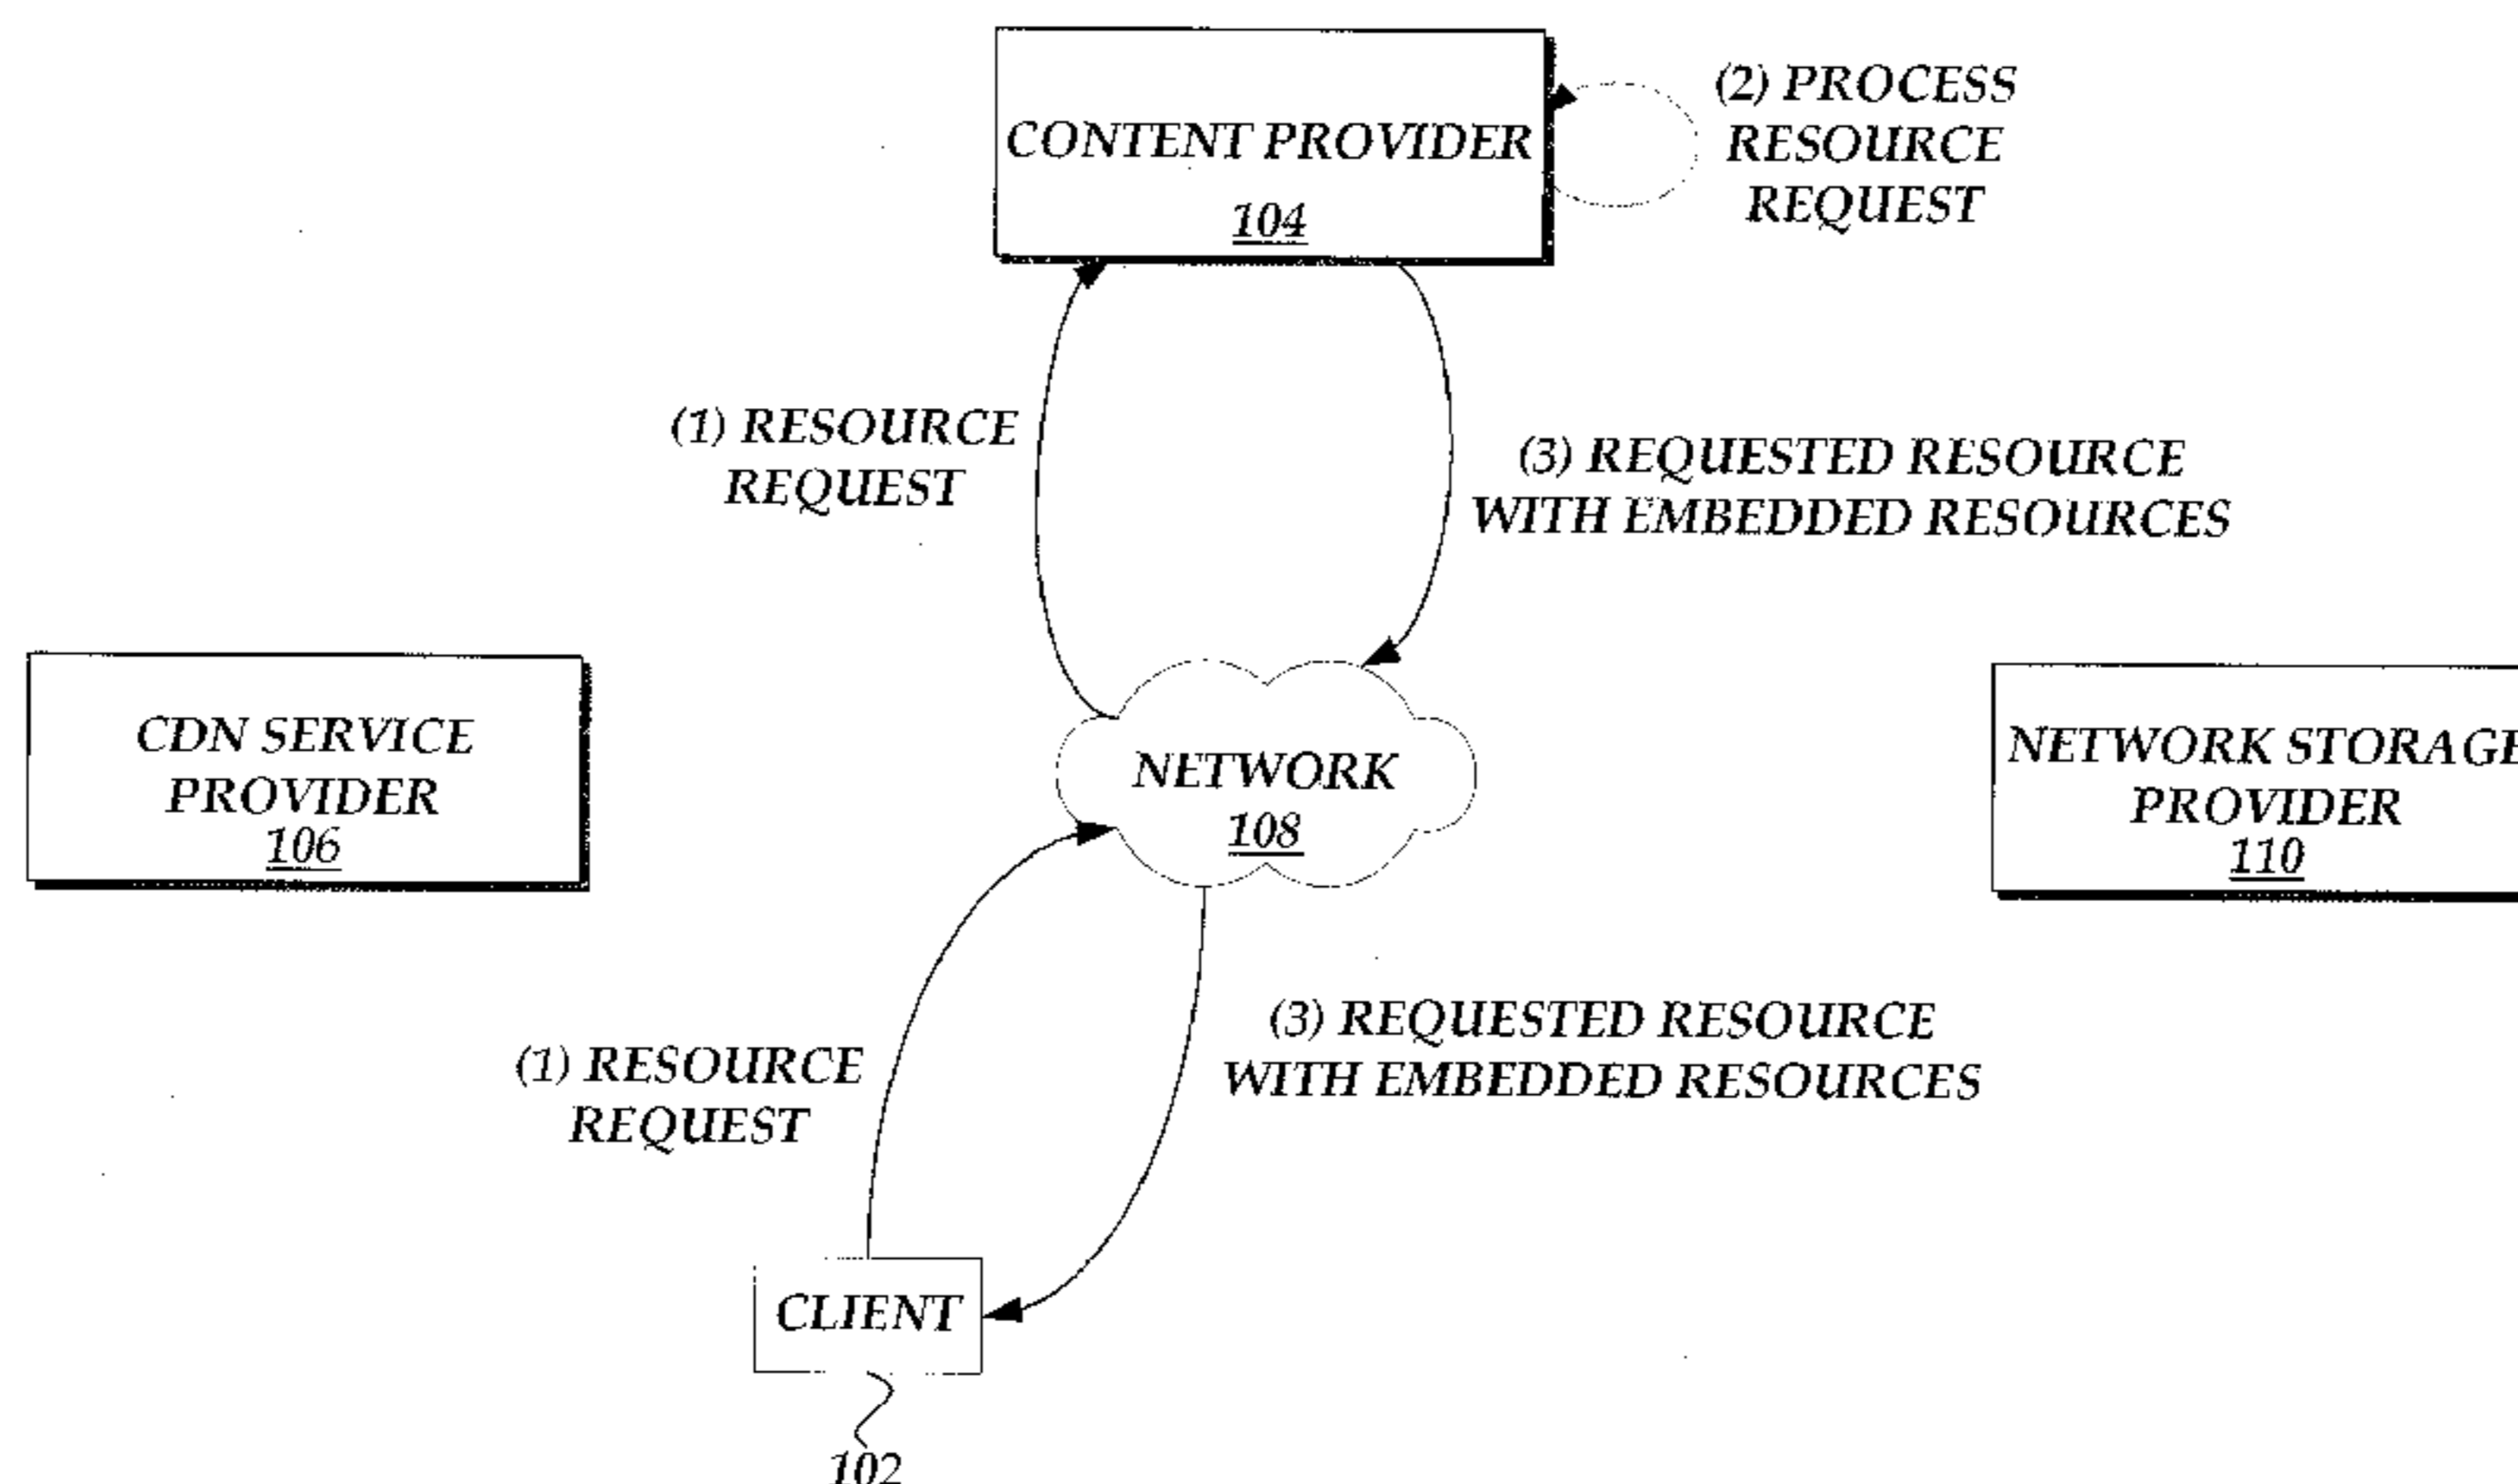 CONTENT PROVIDER
104
(2) PROCESS
RESOURCE
REQUEST
(1) RESOURCE
REQUEST
(3) REQUESTED RESOURCE
WITH EMBEDDED RESOURCES
CDN SERVICE
PROVIDER
106
NETWORK
108
NETWORK STORAGE
PROVIDER
110
(1) RESOURCE
REQUEST
(3) REQUESTED RESOURCE
WITH EMBEDDED RESOURCES
CLIENT
102